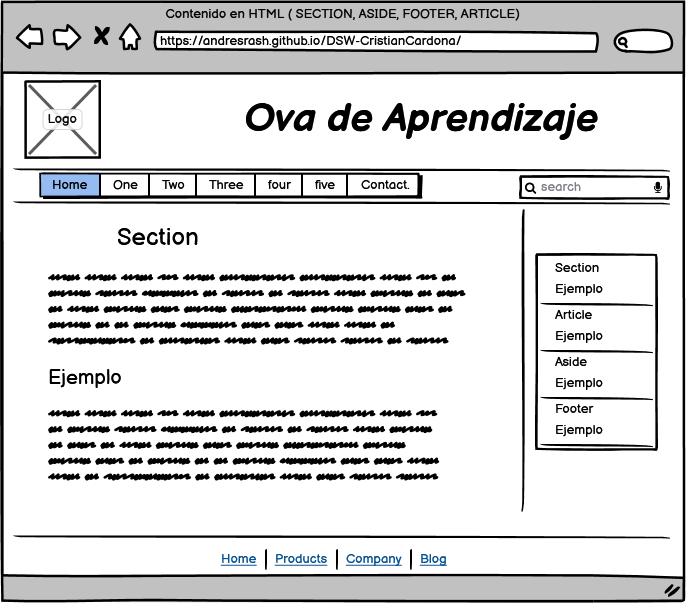 Contenido en HTML ( SECTION, ASIDE, FOOTER, ARTICLE)
https://andresrash.github.io/DSW-CristianCardona/
Logo
Ova de Aprendizaje
Home One Two Three four five Contact.
search
Section
Ejemplo
Section
Ejemplo
Article
Ejemplo
Aside
Ejemplo
Footer
Ejemplo
Home Products Company Blog